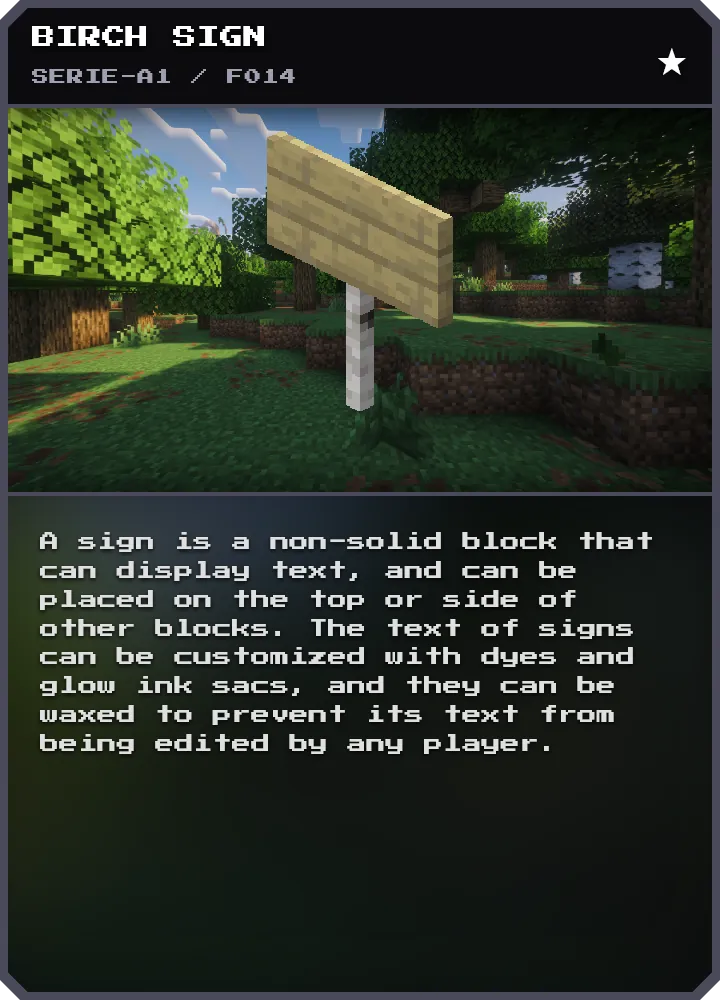 BIRCH SIGN
SERIE-A1 / F014
A sign is a non-solid block that
can display text, and can be
placed on the top or side of
other blocks. The text of signs
can be customized with dyes and
glow ink sacs, and they can be
waxed to prevent its text from
being edited by any player.